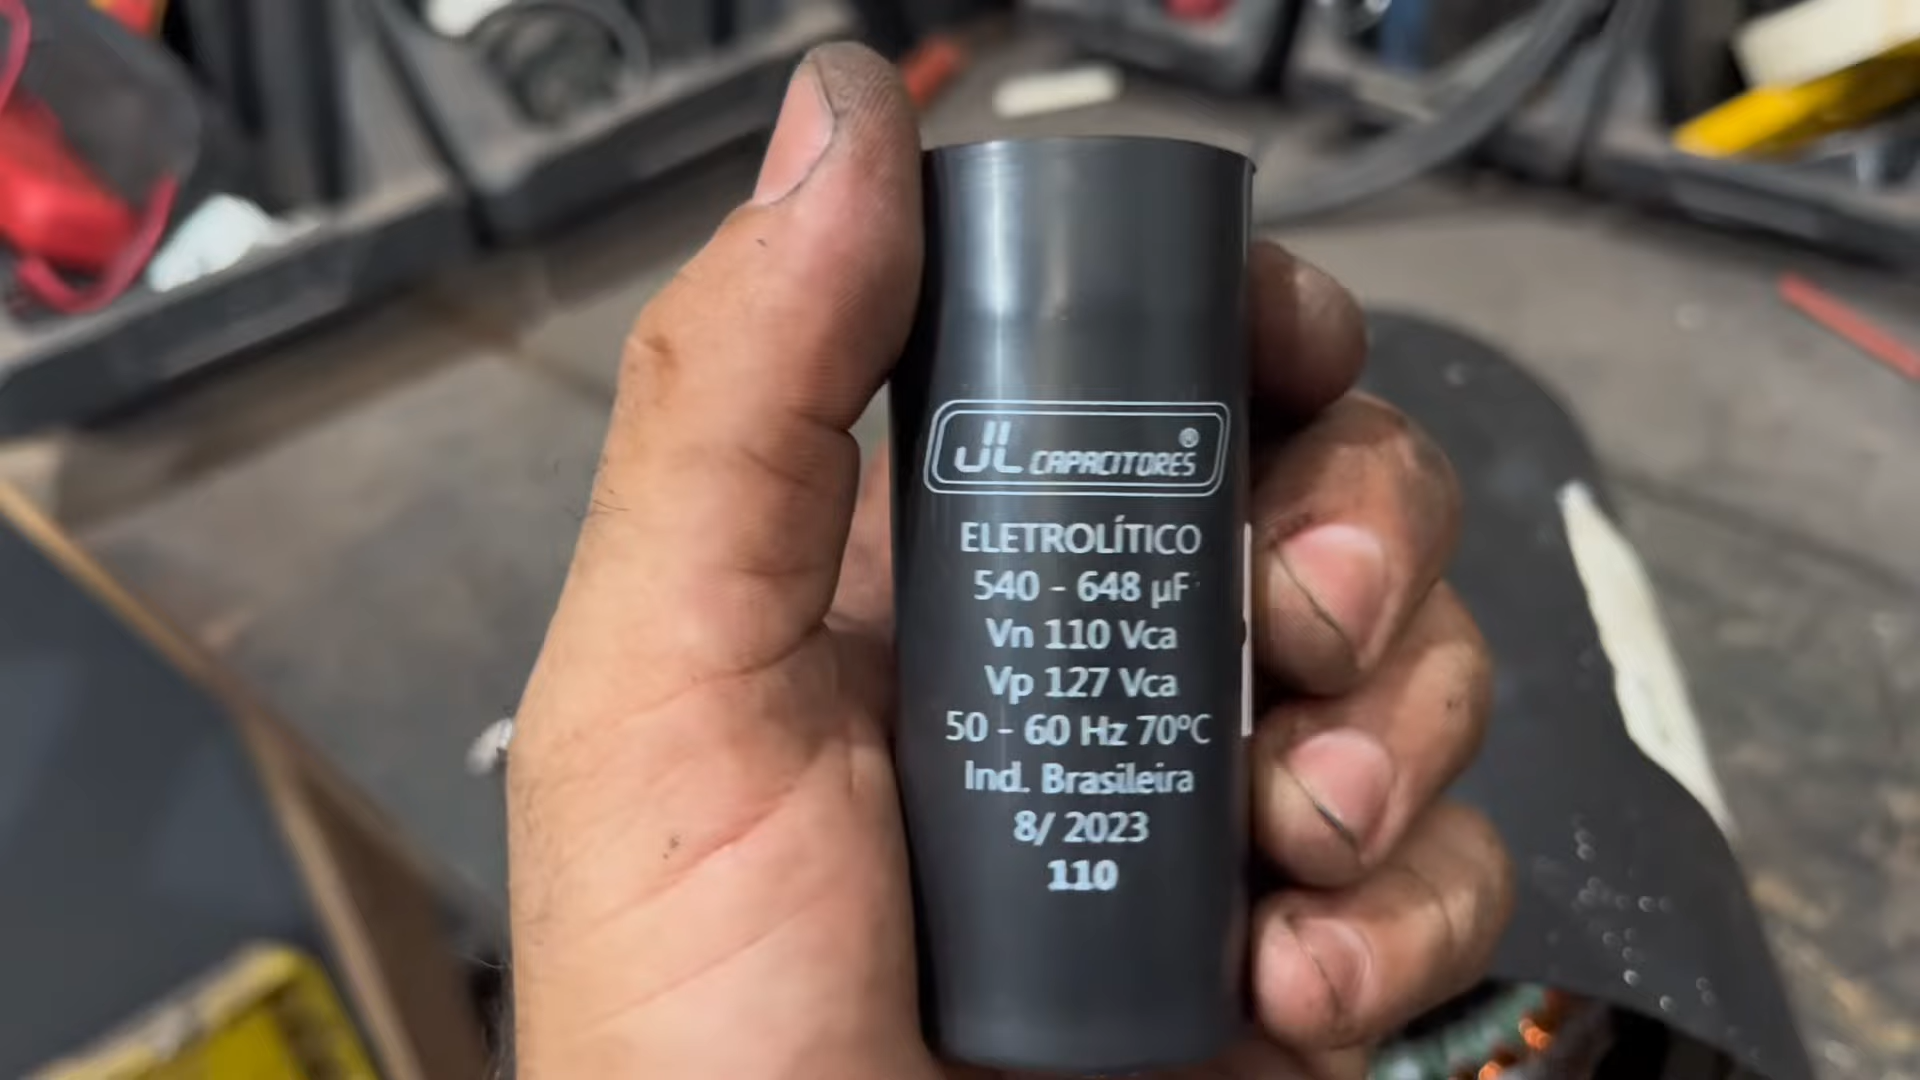 JL CAPACITORES ®
ELETROLÍTICO
540 - 648 µF
Vn 110 Vca
Vp 127 Vca
50 - 60 Hz 70ºC
Ind. Brasileira
8/ 2023
110